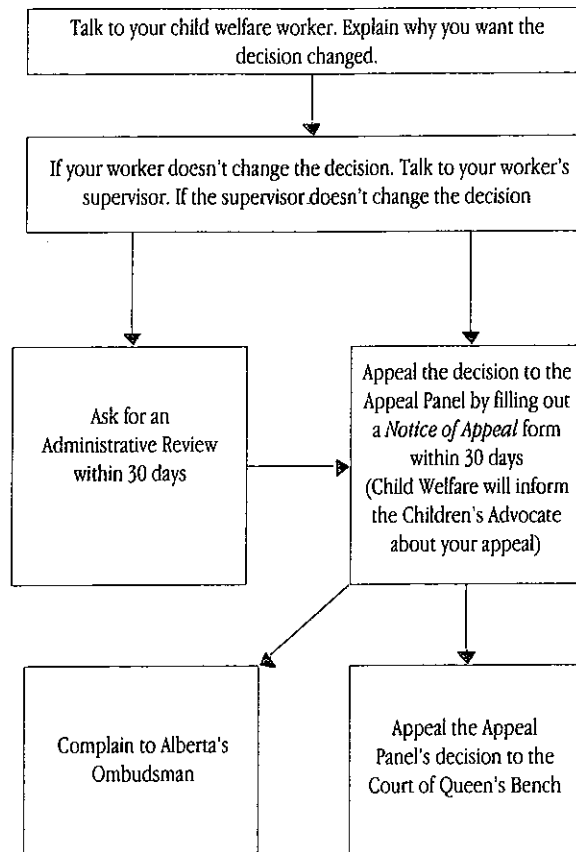 Talk to your child welfare worker. Explain why you want the
decision changed.
If your worker doesn't change the decision. Talk to your worker's
supervisor. If the supervisor doesn't change the decision
Ask for an
Administrative Review
within 30 days
Appeal the decision to the
Appeal Panel by filling out
a Notice of Appeal form
within 30 days
(Child Welfare will inform
the Children's Advocate
about your appeal)
Complain to Alberta's
Ombudsman
Appeal the Appeal
Panel's decision to the
Court of Queen's Bench